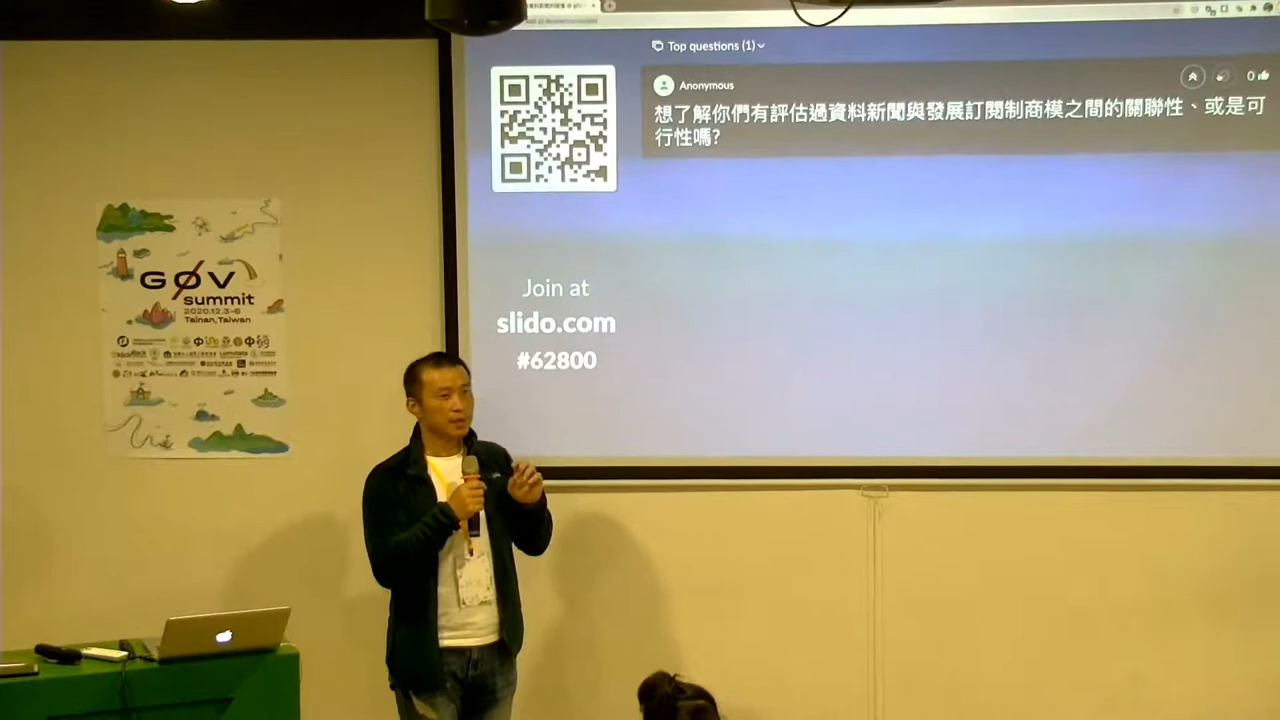 Top questions (1)
Anonymous
0
想了解你們有評估過資料新聞與發展訂閱制商模之間的關聯性、或是可
行性嗎?
Join at
slido.com
#62800
GØV
summit
2020.12.3-6
Tainan, Taiwan